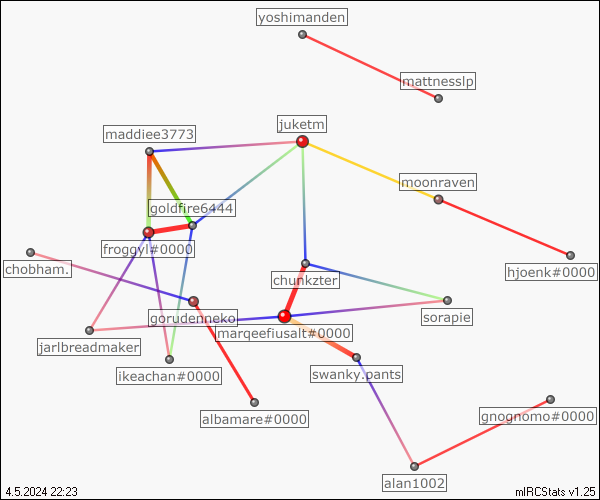 yoshimanden
mattnesslp
juketm
maddiee3773
moonraven
goldfire6444
froggyl#0000
chobham.
hjoenk#0000
chunkzter
gorudenneko
sorapie
marqeefiusalt#0000
jarlbreadmaker
ikeachan#0000
swanky.pants
albamare#0000
gnognomo#0000
alan1002
4.5.2024 22:23
mIRCStats v1.25